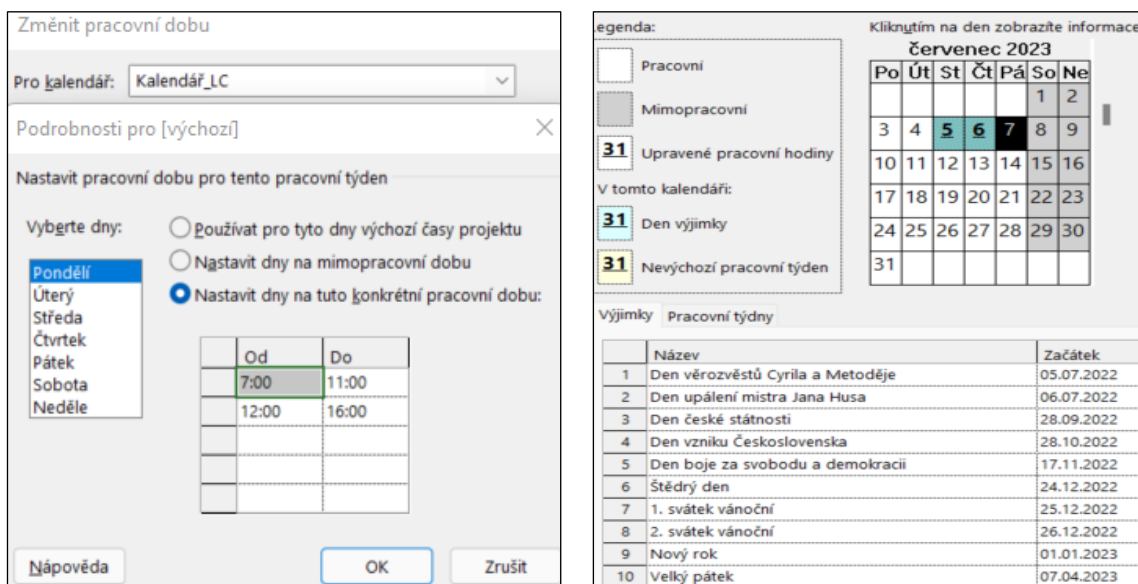 Změnit pracovní dobu
Pro kalendář: Kalendář_LC
Podrobnosti pro [výchozí]
Nastavit pracovní dobu pro tento pracovní týden
Vyberte dny:
Pondělí
Úterý
Středa
Čtvrtek
Pátek
Sobota
Neděle
Používat pro tyto dny výchozí časy projektu
Nastavit dny na mimopracovní dobu
Nastavit dny na tuto konkrétní pracovní dobu:
Od Do
7:00 11:00
12:00 16:00
Nápověda OK Zrušit
Legenda:
Pracovní
Mimopracovní
31 Upravené pracovní hodiny
V tomto kalendáři:
31 Den výjimky
31 Nevýchozí pracovní týden
Kliknutím na den zobrazíte informace
červenec 2023
Po Út St Čt Pá So Ne
1 2
3 4 5 6 7 8 9
10 11 12 13 14 15 16
17 18 19 20 21 22 23
24 25 26 27 28 29 30
31
Výjimky Pracovní týdny
Název Začátek
1 Den věrozvěstů Cyrila a Metoděje 05.07.2022
2 Den upálení mistra Jana Husa 06.07.2022
3 Den české státnosti 28.09.2022
4 Den vzniku Československa 28.10.2022
5 Den boje za svobodu a demokracii 17.11.2022
6 Štědrý den 24.12.2022
7 1. svátek vánoční 25.12.2022
8 2. svátek vánoční 26.12.2022
9 Nový rok 01.01.2023
10 Velký pátek 07.04.2023